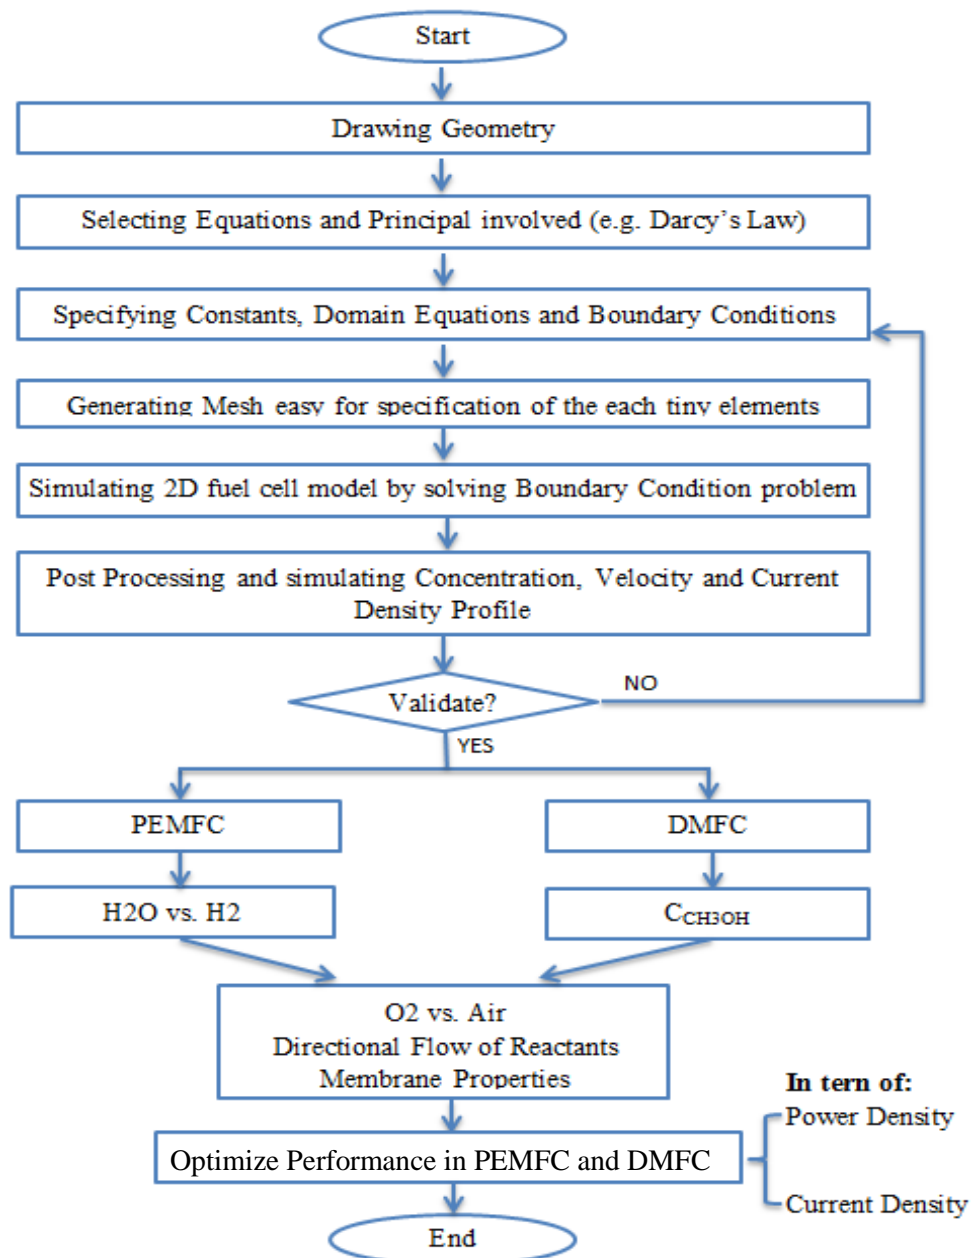 Start
Drawing Geometry
Selecting Equations and Principal involved (e.g. Darcy's Law)
Specifying Constants, Domain Equations and Boundary Conditions
Generating Mesh easy for specification of the each tiny elements
Simulating 2D fuel cell model by solving Boundary Condition problem
Post Processing and simulating Concentration, Velocity and Current
Density Profile
Validate?
NO
YES
PEMFC
DMFC
H2O vs. H2
CCH3OH
O2 vs. Air
Directional Flow of Reactants
Membrane Properties
In tern of:
Power Density
Optimize Performance in PEMFC and DMFC
Current Density
End